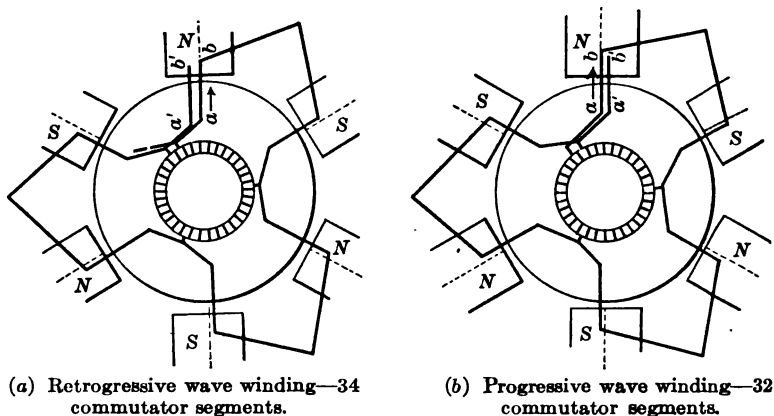 N
b' b
a' a
S
S
N
N
S
N
b b'
a a'
S
S
N
N
S
(a) Retrogressive wave winding—34
commutator segments.
(b) Progressive wave winding—32
commutator segments.